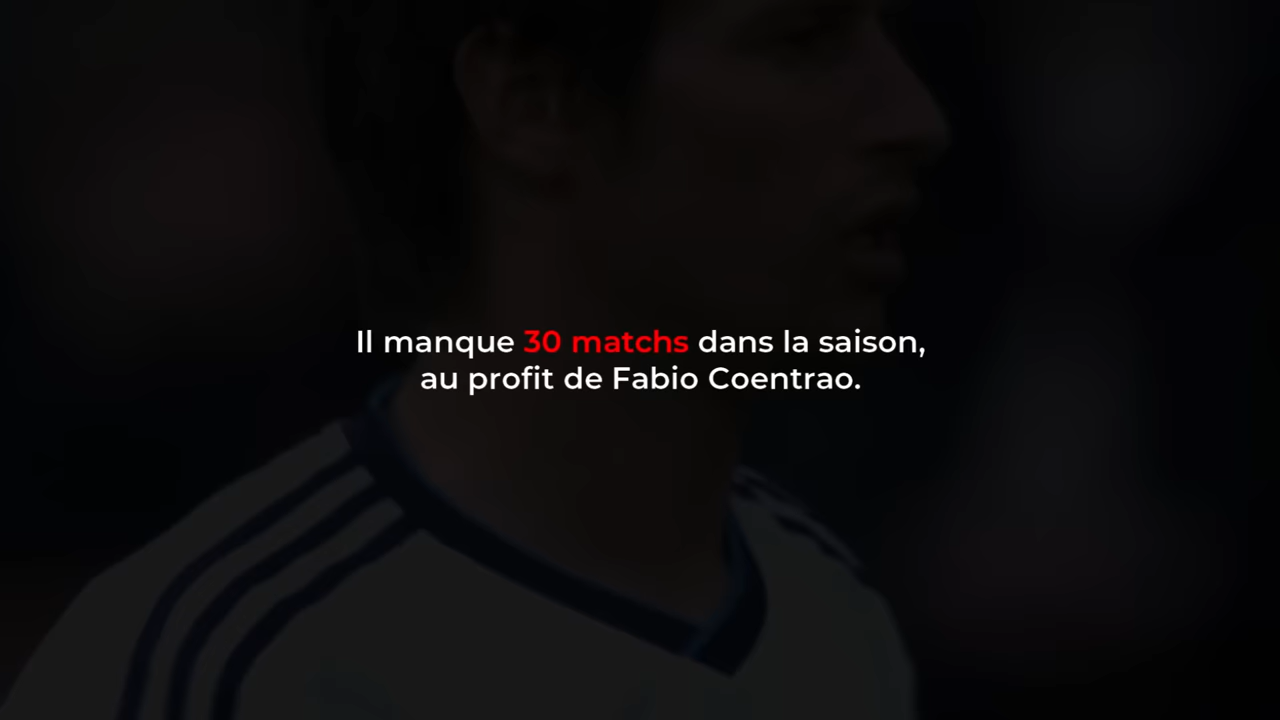 Il manque 30 matchs dans la saison,
au profit de Fabio Coentrao.